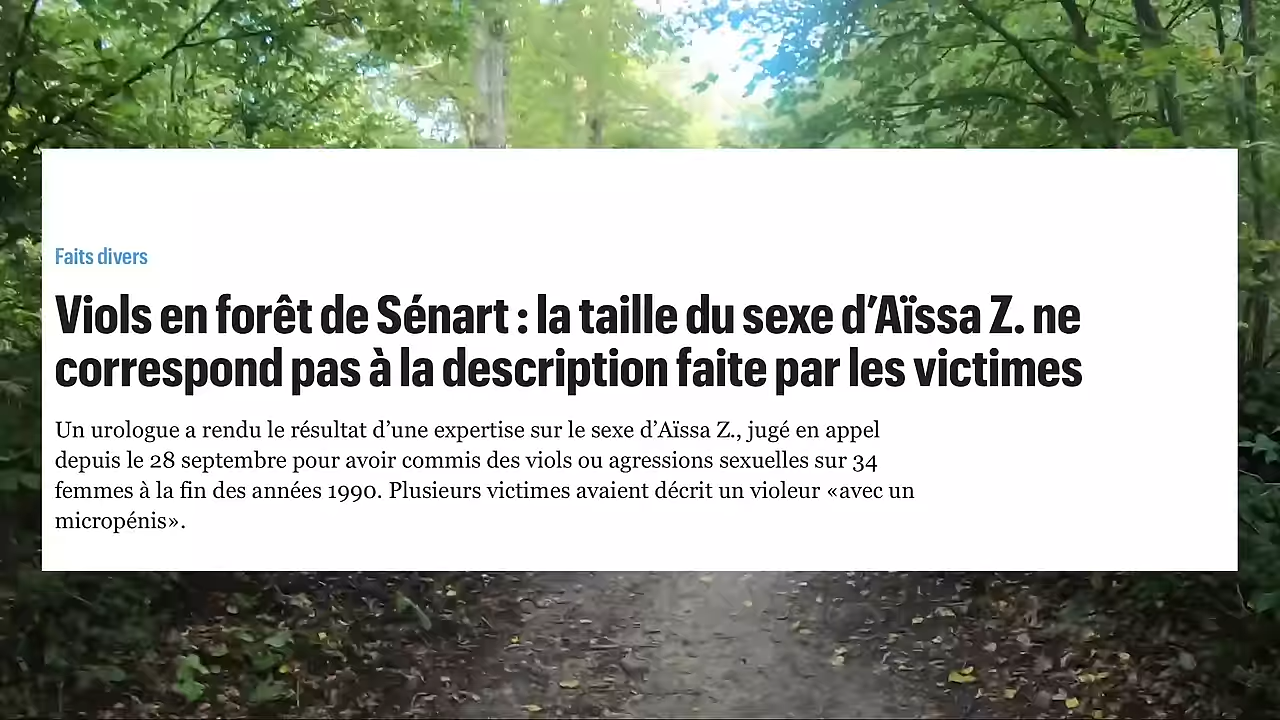 Faits divers
Viols en forêt de Sénart : la taille du sexe d’Aïssa Z. ne
correspond pas à la description faite par les victimes
Un urologue a rendu le résultat d’une expertise sur le sexe d’Aïssa Z., jugé en appel
depuis le 28 septembre pour avoir commis des viols ou agressions sexuelles sur 34
femmes à la fin des années 1990. Plusieurs victimes avaient décrit un violeur «avec un
micropénis».